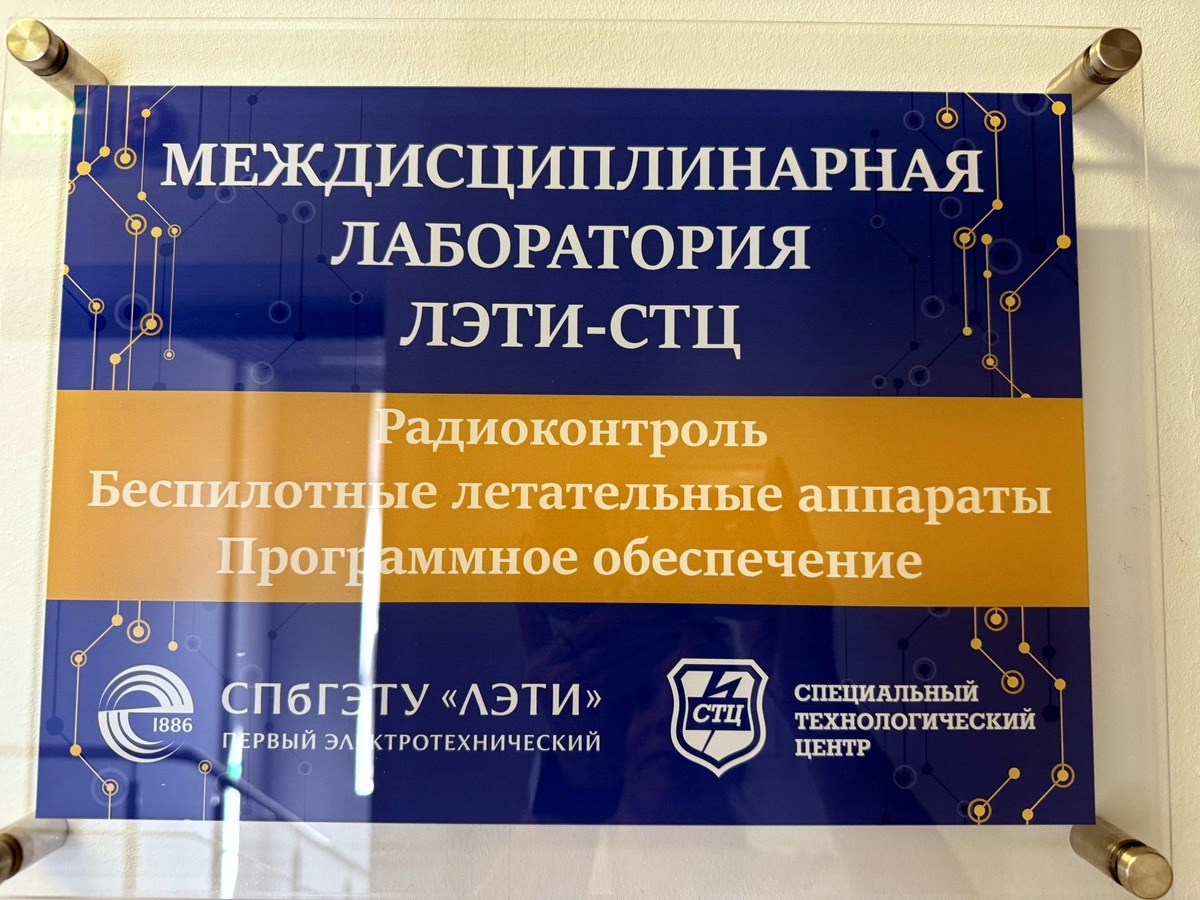 МЕЖДИСЦИПЛИНАРНАЯ
ЛАБОРАТОРИЯ
ЛЭТИ-СТЦ
Радиоконтроль
Беспилотные летательные аппараты
Программное обеспечение
1886
СПбГЭТУ «ЛЭТИ»
ПЕРВЫЙ ЭЛЕКТРОТЕХНИЧЕСКИЙ
СТЦ
СПЕЦИАЛЬНЫЙ
ТЕХНОЛОГИЧЕСКИЙ
ЦЕНТР